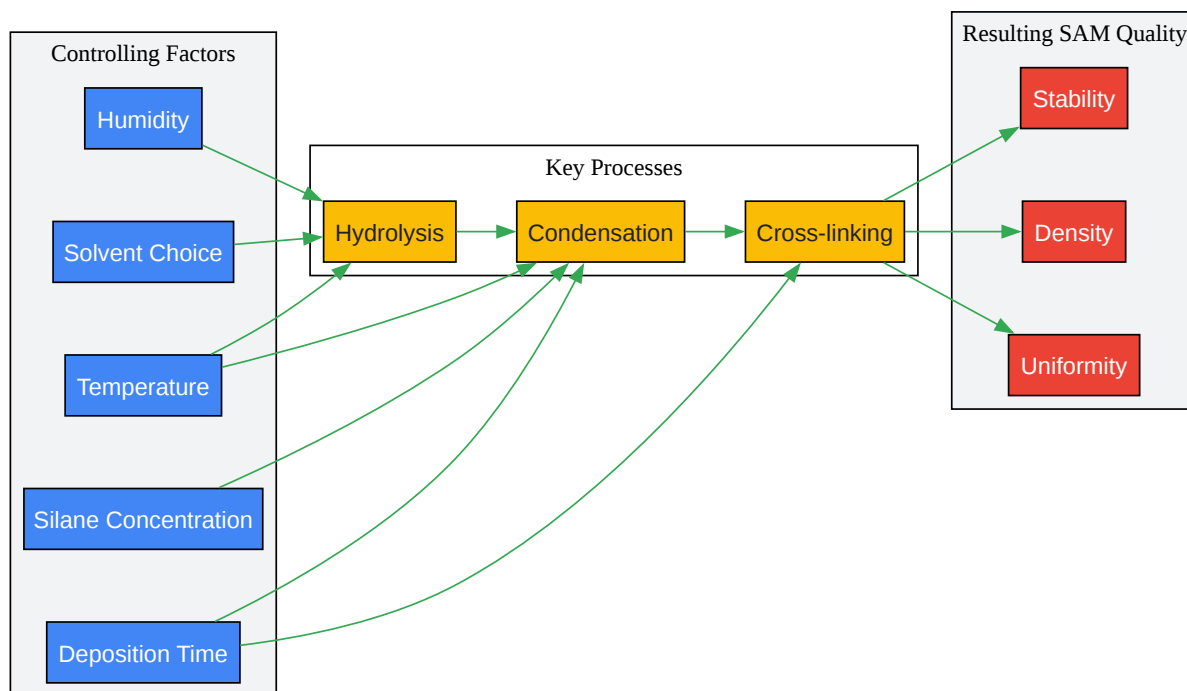 Controlling Factors
Humidity
Solvent Choice
Temperature
Silane Concentration
Deposition Time
Key Processes
Hydrolysis
Condensation
Cross-linking
Resulting SAM Quality
Stability
Density
Uniformity